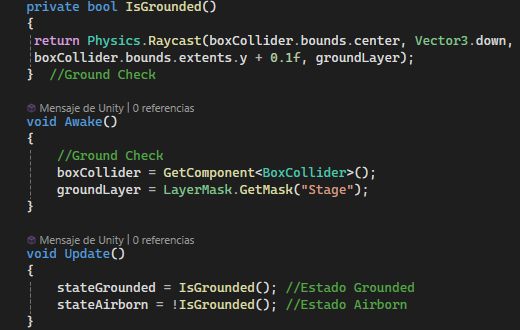 private bool IsGrounded()
{
return Physics.Raycast(boxCollider.bounds.center, Vector3.down,
boxCollider.bounds.extents.y + 0.1f, groundLayer);
} //Ground Check
Mensaje de Unity | 0 referencias
void Awake()
{
//Ground Check
boxCollider = GetComponent<BoxCollider>();
groundLayer = LayerMask.GetMask("Stage");
}
Mensaje de Unity | 0 referencias
void Update()
{
stateGrounded = IsGrounded(); //Estado Grounded
stateAirborn = !IsGrounded(); //Estado Airborn
}